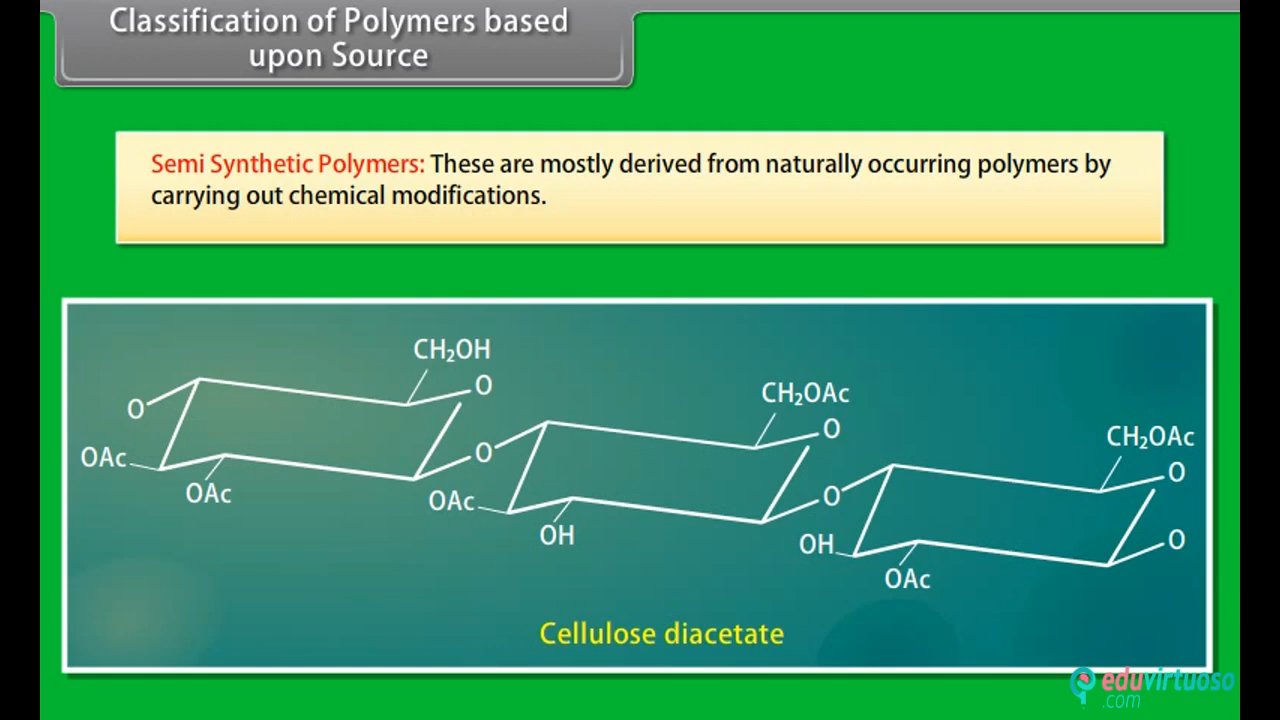 Classification of Polymers based
upon Source
Semi Synthetic Polymers: These are mostly derived from naturally occurring polymers by
carrying out chemical modifications.
CH₂OH
O
O
CH₂OAc
O
OAc
OAc
O
OAc
OH
CH₂OAc
O
O
OH
OAc
O
Cellulose diacetate
eduvirtuoso
.com